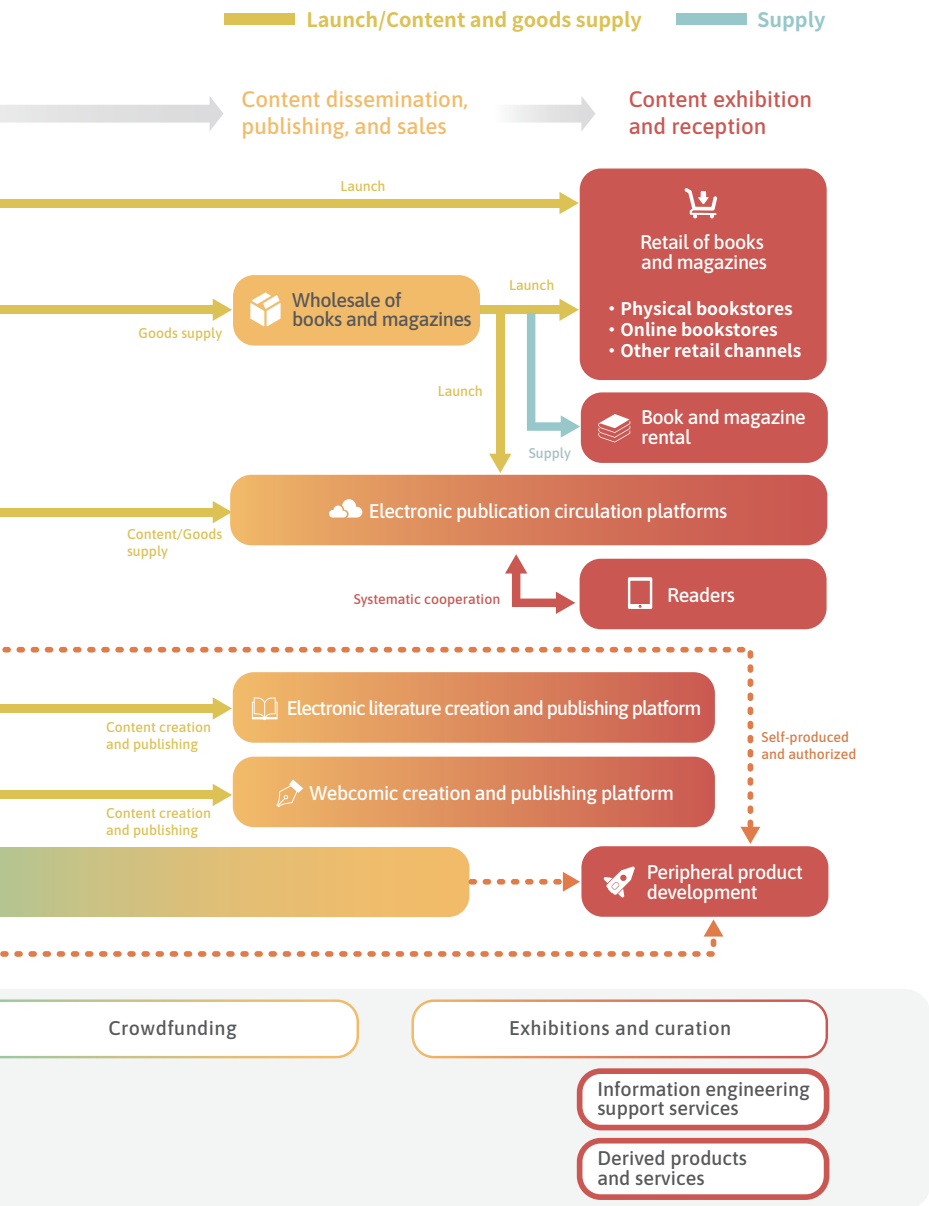 Launch/Content and goods supply
Supply
Content dissemination,
publishing, and sales
Content exhibition
and reception
Launch
Retail of books
and magazines
• Physical bookstores
• Online bookstores
• Other retail channels
Goods supply
Wholesale of
books and magazines
Launch
Launch
Supply
Book and magazine
rental
Content/Goods
supply
Electronic publication circulation platforms
Systematic cooperation
Readers
Content creation
and publishing
Electronic literature creation and publishing platform
Self-produced
and authorized
Content creation
and publishing
Webcomic creation and publishing platform
Peripheral product
development
Crowdfunding
Exhibitions and curation
Information engineering
support services
Derived products
and services